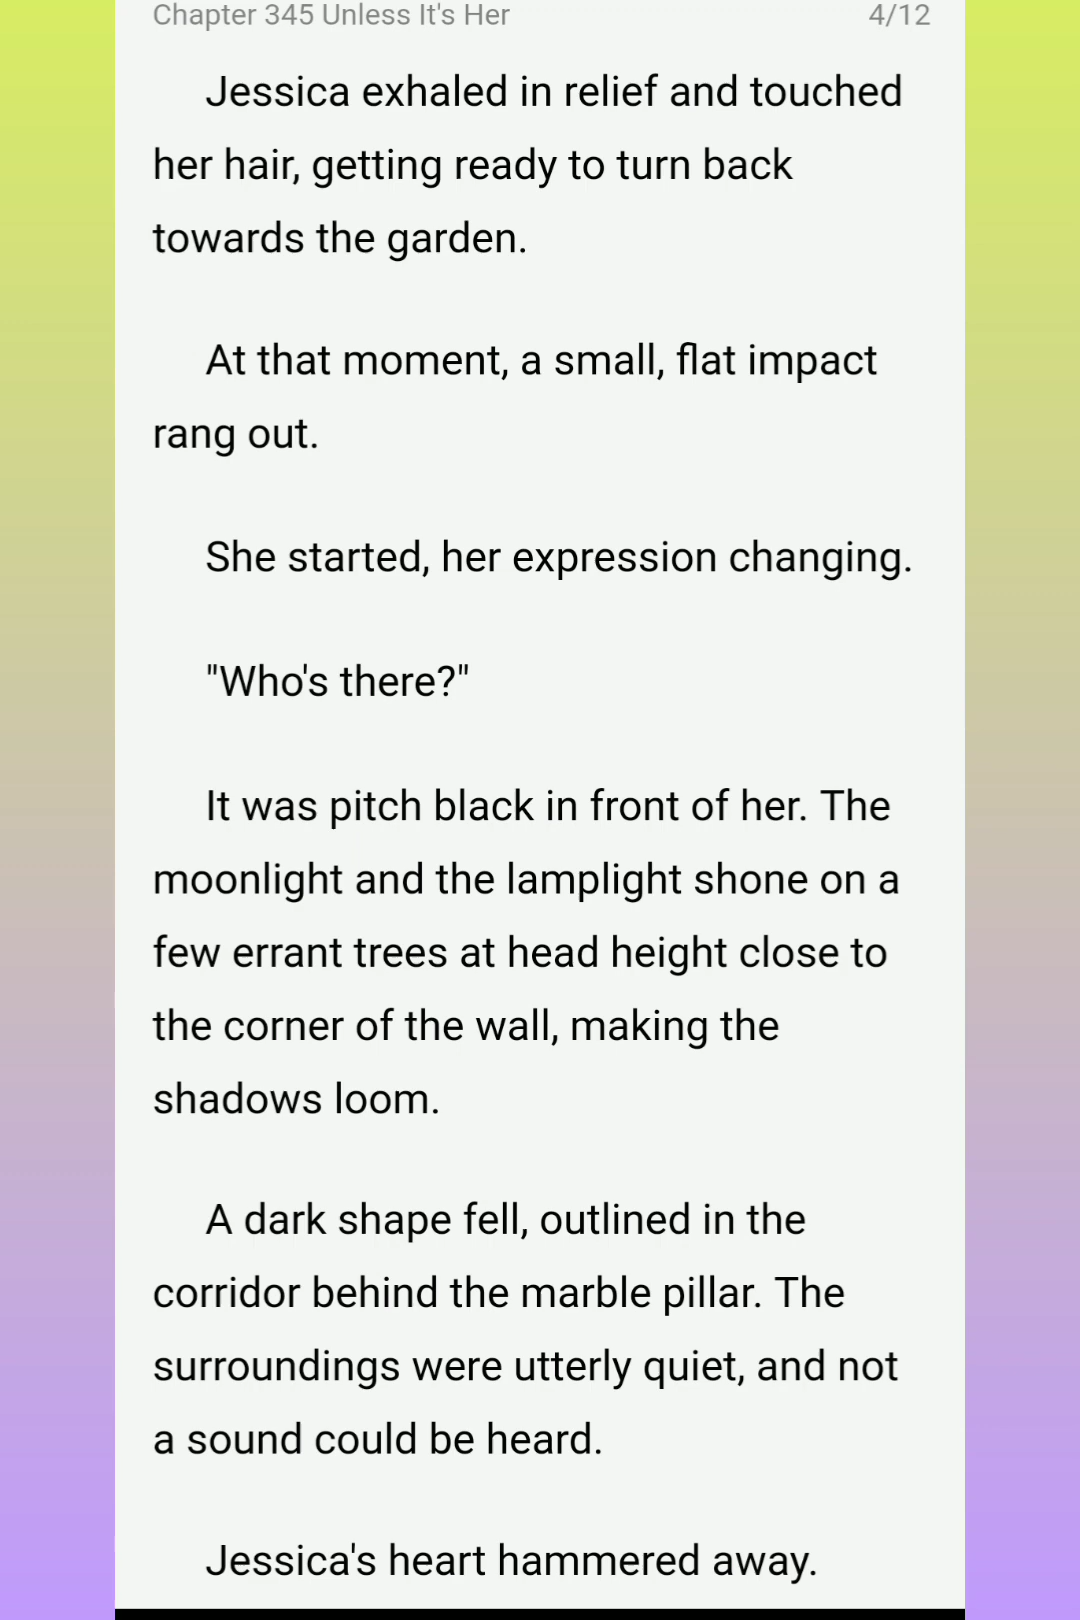 Chapter 345 Unless It's Her 4/12
Jessica exhaled in relief and touched
her hair, getting ready to turn back
towards the garden.
At that moment, a small, flat impact
rang out.
She started, her expression changing.
"Who's there?"
It was pitch black in front of her. The
moonlight and the lamplight shone on a
few errant trees at head height close to
the corner of the wall, making the
shadows loom.
A dark shape fell, outlined in the
corridor behind the marble pillar. The
surroundings were utterly quiet, and not
a sound could be heard.
Jessica's heart hammered away.